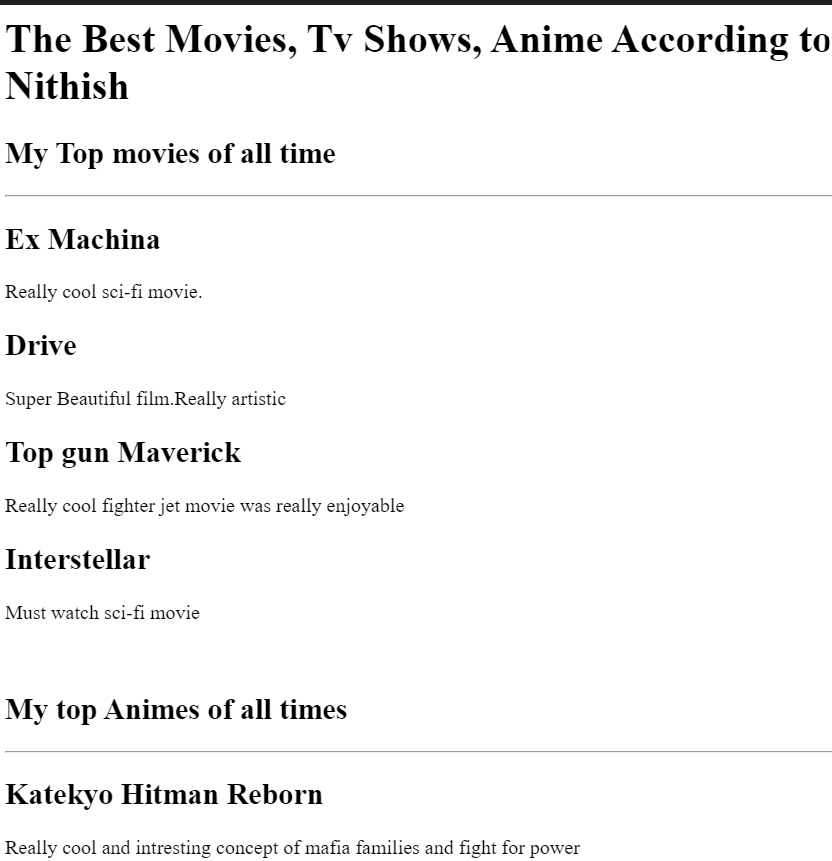 The Best Movies, Tv Shows, Anime According to
Nithish
My Top movies of all time
Ex Machina
Really cool sci-fi movie.
Drive
Super Beautiful film.Really artistic
Top gun Maverick
Really cool fighter jet movie was really enjoyable
Interstellar
Must watch sci-fi movie
My top Animes of all times
Katekyo Hitman Reborn
Really cool and intresting concept of mafia families and fight for power